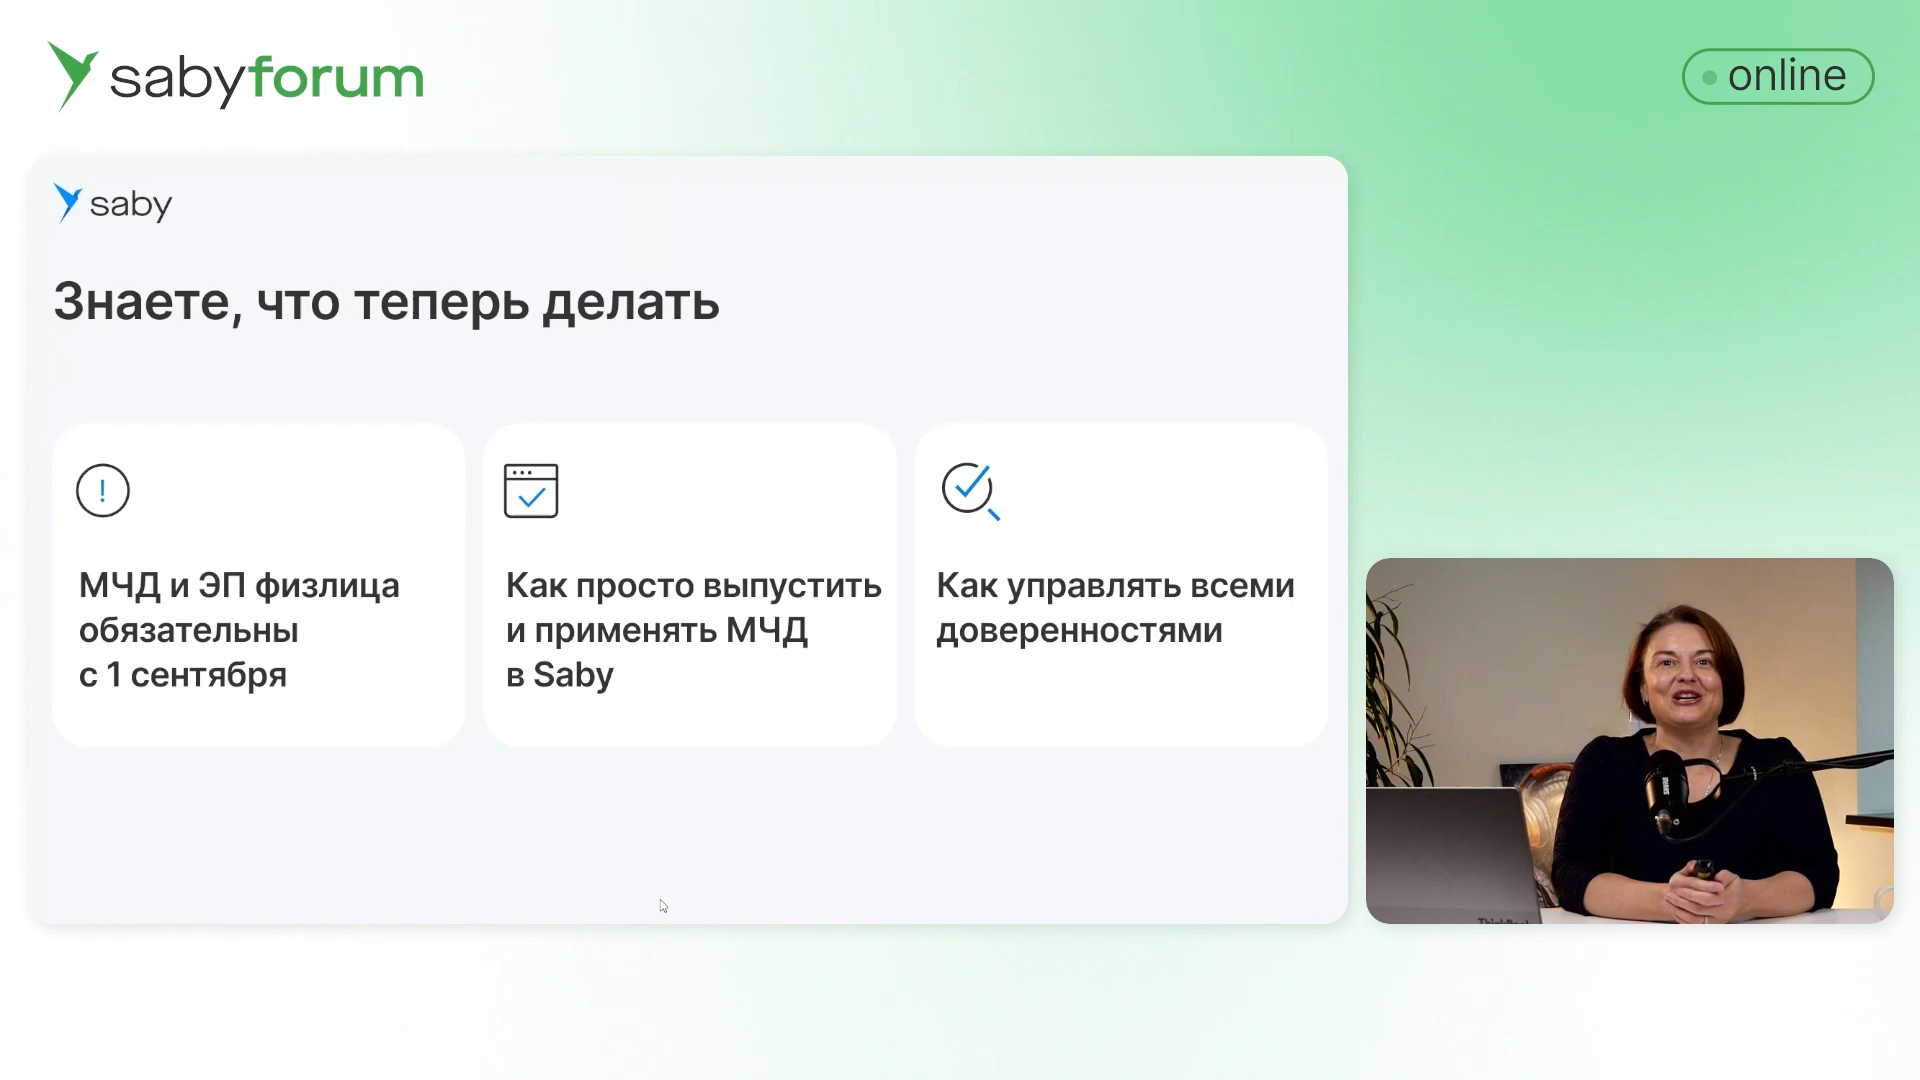 sabyforum
online
saby
Знаете, что теперь делать
МЧД и ЭП физлица
обязательны
с 1 сентября
Как просто выпустить
и применять МЧД
в Saby
Как управлять всеми
доверенностями